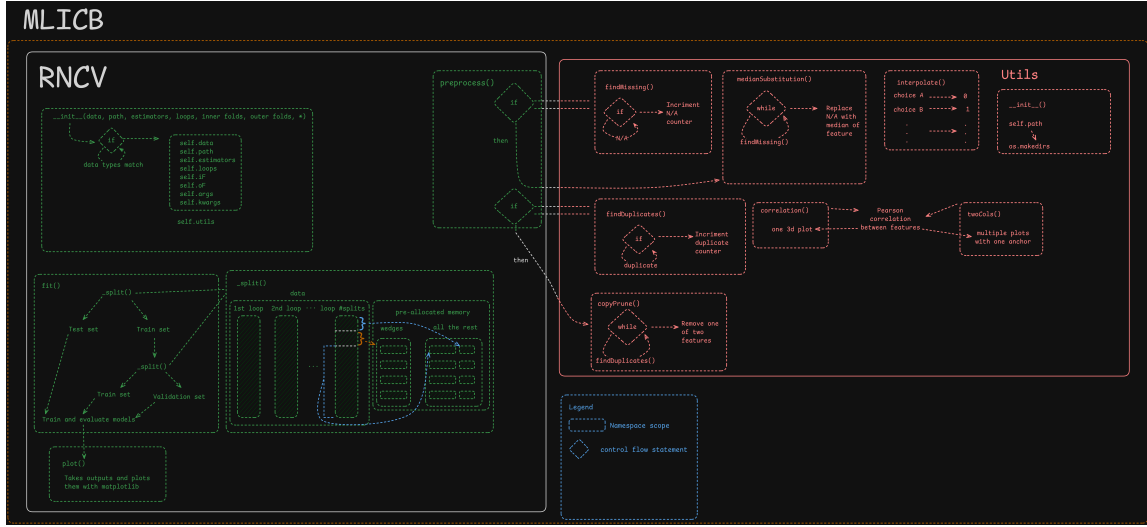 MLICB
RNCV
__init__(data, path, estimators, loops, inner folds, outer folds, *)
if
data types match
self.data
self.path
self.estimators
self.loops
self.iF
self.oF
self.args
self.kwargs
self.utils
preprocess()
if
then
if
then
fit()
_split()
Test set
Train set
_split()
Train set
Validation set
Train and evaluate models
plot()
Takes outputs and plots
them with matplotlib
_split()
data
1st loop
2nd loop
...
loop #splits
...
pre-allocated memory
wedges
all the rest
Utils
findMissing()
if
N/A
Incriment
N/A
counter
medianSubstitution()
while
findMissing()
Replace
N/A with
median of
feature
interpolate()
choice A
0
choice B
1
.
.
.
.
.
.
__init__()
self.path
os.makedirs
findDuplicates()
if
duplicate
Incriment
duplicate
counter
correlation()
one 3d plot
Pearson
correlation
between features
twoCols()
multiple plots
with one anchor
copyPrune()
while
findDuplicates()
Remove one
of two
features
Legend
Namespace scope
control flow statement